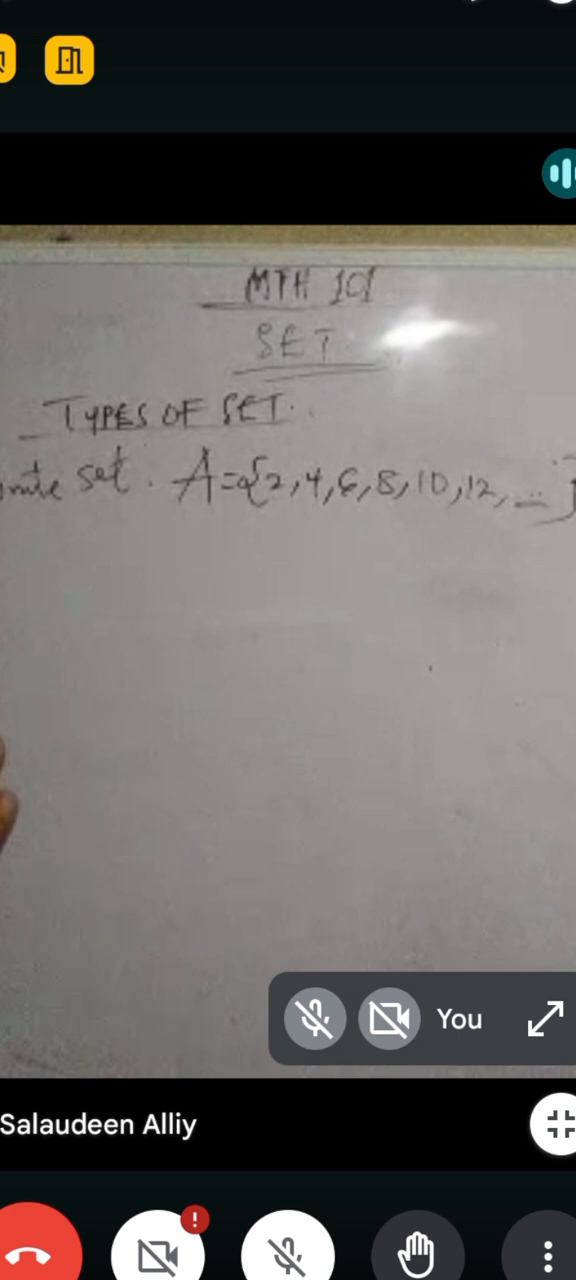 MTH 101
SET
TYPES OF SET.
set. A={2,4,6,8,10,12, ... }
You
Salaudeen Alliy
!